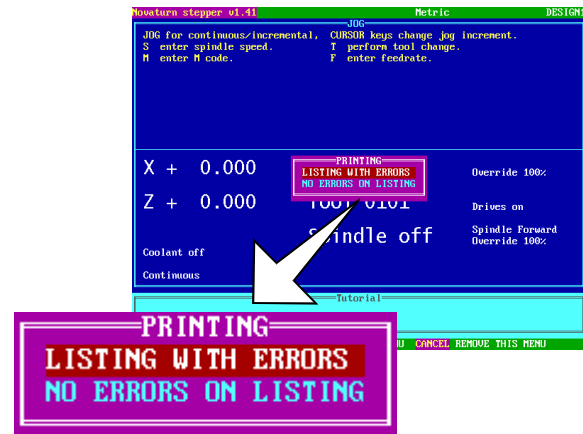 Novaturn stepper v1.41 Metric DESIGN
JOG
JOG for continuous/incremental, CURSOR keys change jog increment.
S enter spindle speed. T perform tool change.
M enter M code. F enter feedrate.
PRINTING
LISTING WITH ERRORS
NO ERRORS ON LISTING
X + 0.000 Override 100%
Z + 0.000 Tool 0101 Drives on
Spindle off Spindle Forward
Override 100%
Coolant off
Continuous
Tutorial
CANCEL REMOVE THIS MENU
PRINTING
LISTING WITH ERRORS
NO ERRORS ON LISTING